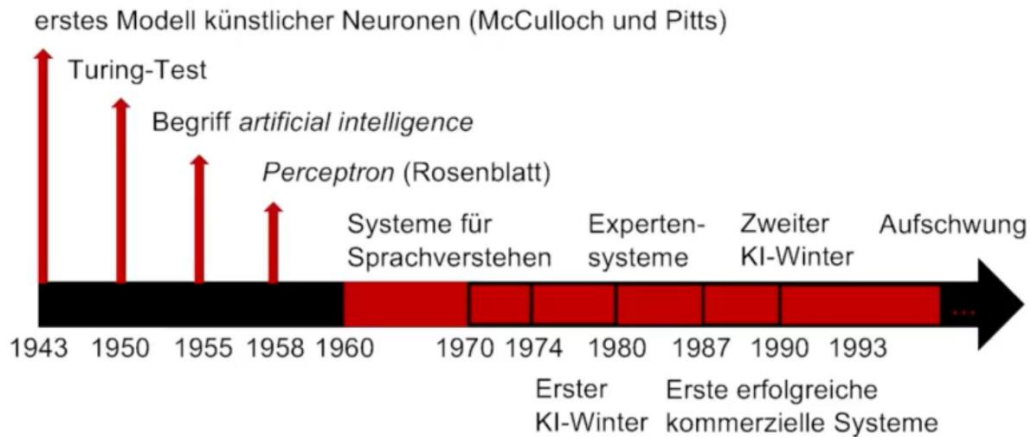 erstes Modell künstlicher Neuronen (McCulloch und Pitts)
Turing-Test
Begriff artificial intelligence
Perceptron (Rosenblatt)
Systeme für
Sprachverstehen
Experten-
systeme
Zweiter
KI-Winter
Aufschwung
...
1943 1950 1955 1958 1960 1970 1974 1980 1987 1990 1993
Erster
KI-Winter
Erste erfolgreiche
kommerzielle Systeme